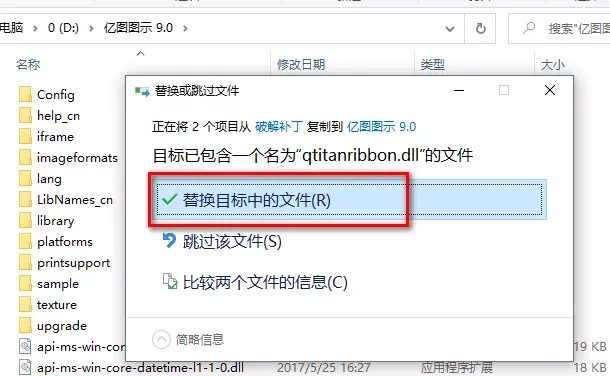 电脑 › 0 (D:) › 亿图图示 9.0
搜索"亿图图
名称 修改日期 类型 大小
Config
help_cn
iframe
imageformats
lang
LibNames_cn
library
platforms
printsupport
sample
texture
upgrade
api-ms-win-co 19 KB
api-ms-win-core-datetime-l1-1-0.dll 2017/5/25 16:27 应用程序扩展 18 KB
替换或跳过文件
正在将 2 个项目从 破解补丁 复制到 亿图图示 9.0
目标已包含一个名为"qtitanribbon.dll"的文件
替换目标中的文件(R)
跳过该文件(S)
比较两个文件的信息(C)
简略信息